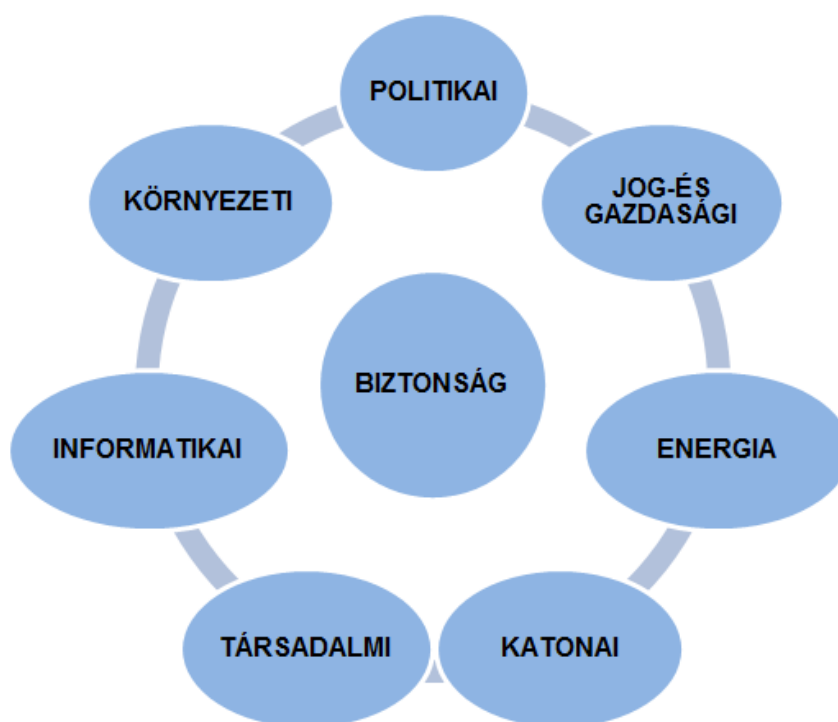 POLITIKAI
JOG-ÉS
GAZDASÁGI
ENERGIA
KATONAI
TÁRSADALMI
INFORMATIKAI
KÖRNYEZETI
BIZTONSÁG